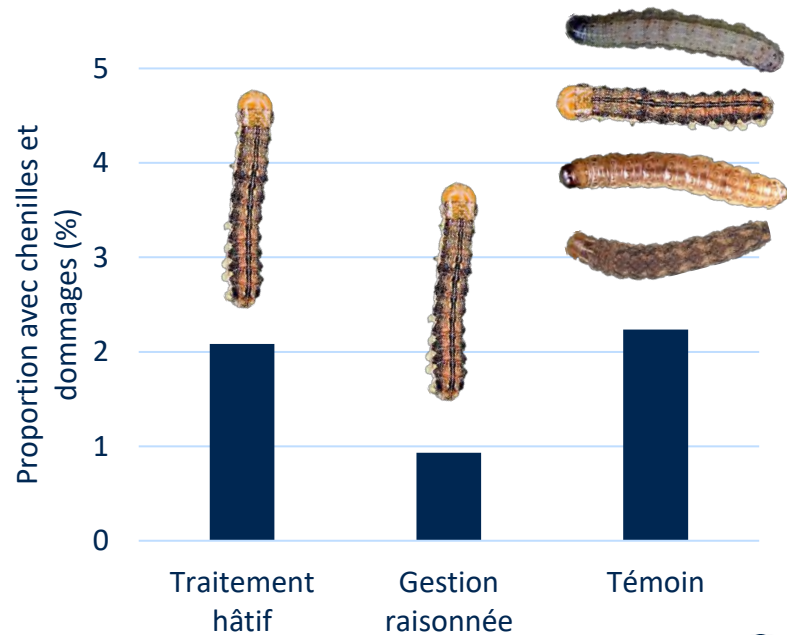 Proportion avec chenilles et
dommages (%)
5
4
3
2
1
0
Traitement
hâtif
Gestion
raisonnée
Témoin